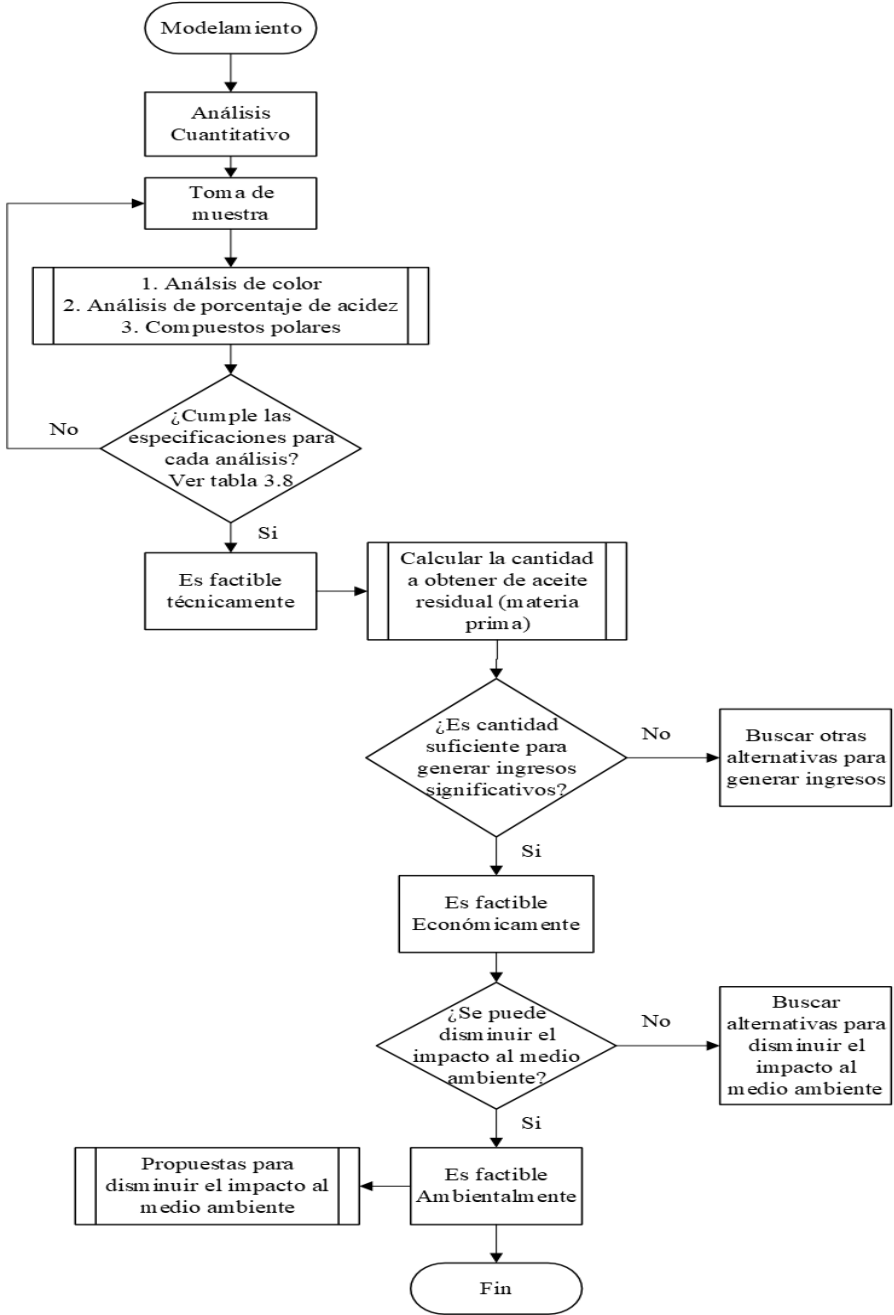 Modelamiento
Análisis
Cuantitativo
Toma de
muestra
1. Análsis de color
2. Análisis de porcentaje de acidez
3. Compuestos polares
¿Cumple las
especificaciones para
cada análisis?
Ver tabla 3.8
No
Si
Es factible
técnicamente
Calcular la cantidad
a obtener de aceite
residual (materia
prima)
¿Es cantidad
suficiente para
generar ingresos
significativos?
No
Buscar otras
alternativas para
generar ingresos
Si
Es factible
Económicamente
¿Se puede
disminuir el
impacto al medio
ambiente?
No
Buscar
alternativas para
disminuir el
impacto al
medio ambiente
Si
Es factible
Ambientalmente
Propuestas para
disminuir el impacto al
medio ambiente
Fin